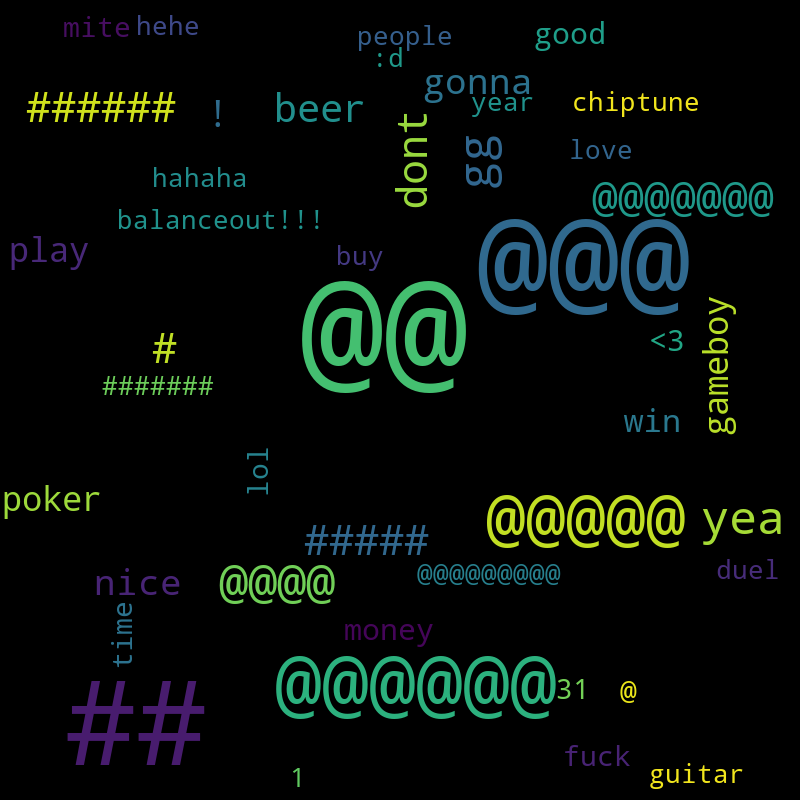 mite
hehe
people
good
:d
gonna
###### 
!
beer
year
chiptune
dont
gg
love
hahaha
@@@@@@@
balanceout!!!
play
buy
@@@
@@
#
<3
gameboy
#######
win
lol
poker
@@@@@
yea
#####
nice
@@@@
@@@@@@@@@
duel
time
money
@@@@@@
31
@
##
fuck
1
guitar